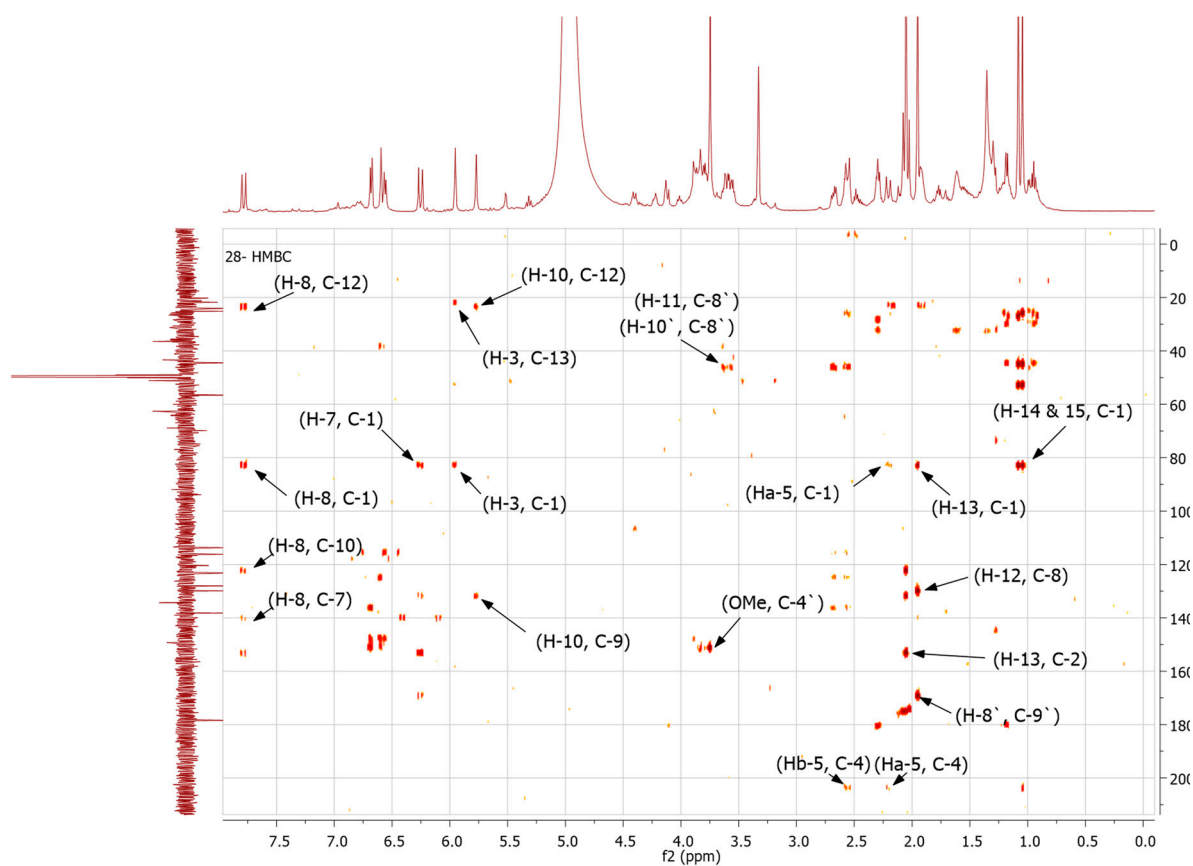 28- HMBC
(H-8, C-12)
(H-10, C-12)
(H-11, C-8`)
(H-10`, C-8`)
(H-3, C-13)
(H-7, C-1)
(H-14 & 15, C-1)
(H-8, C-1)
(H-3, C-1)
(Ha-5, C-1)
(H-13, C-1)
(H-8, C-10)
(H-12, C-8)
(H-8, C-7)
(OMe, C-4`)
(H-10, C-9)
(H-13, C-2)
(H-8`, C-9`)
(Hb-5, C-4) (Ha-5, C-4)
0
20
40
60
80
100
120
140
160
180
200
7.5 7.0 6.5 6.0 5.5 5.0 4.5 4.0 3.5 3.0 2.5 2.0 1.5 1.0 0.5 0.0
f2 (ppm)